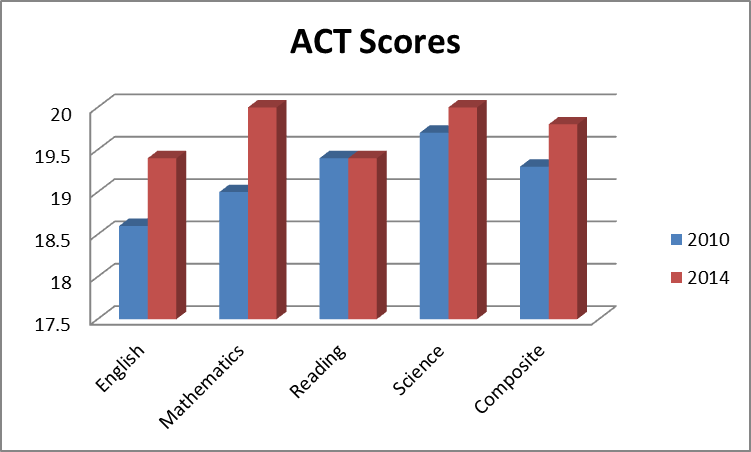 ACT Scores
20
19.5
19
18.5
18
17.5
English
Mathematics
Reading
Science
Composite
2010
2014